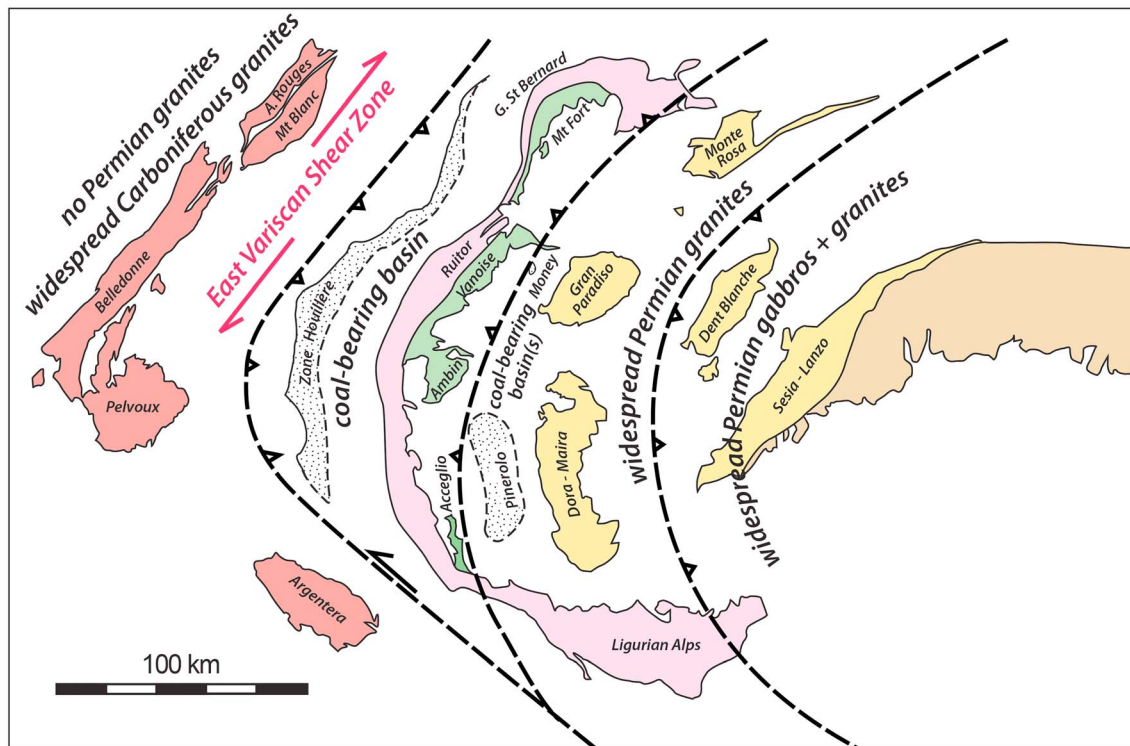 no Permian granites
widespread Carboniferous granites
A. Rouges
Mt Blanc
East Variscan Shear Zone
Belledonne
Pelvoux
Argentera
Zone Houillère
coal-bearing basin
G. St Bernard
Mt Fort
Ruitor
Vanoise
Ambin
Acceglio
coal-bearing
basin(s)
Money
Pinerolo
Gran
Paradiso
Dora - Maira
Monte
Rosa
widespread Permian granites
Dent Blanche
widespread Permian gabbros + granites
Sesia - Lanzo
Ligurian Alps
100 km